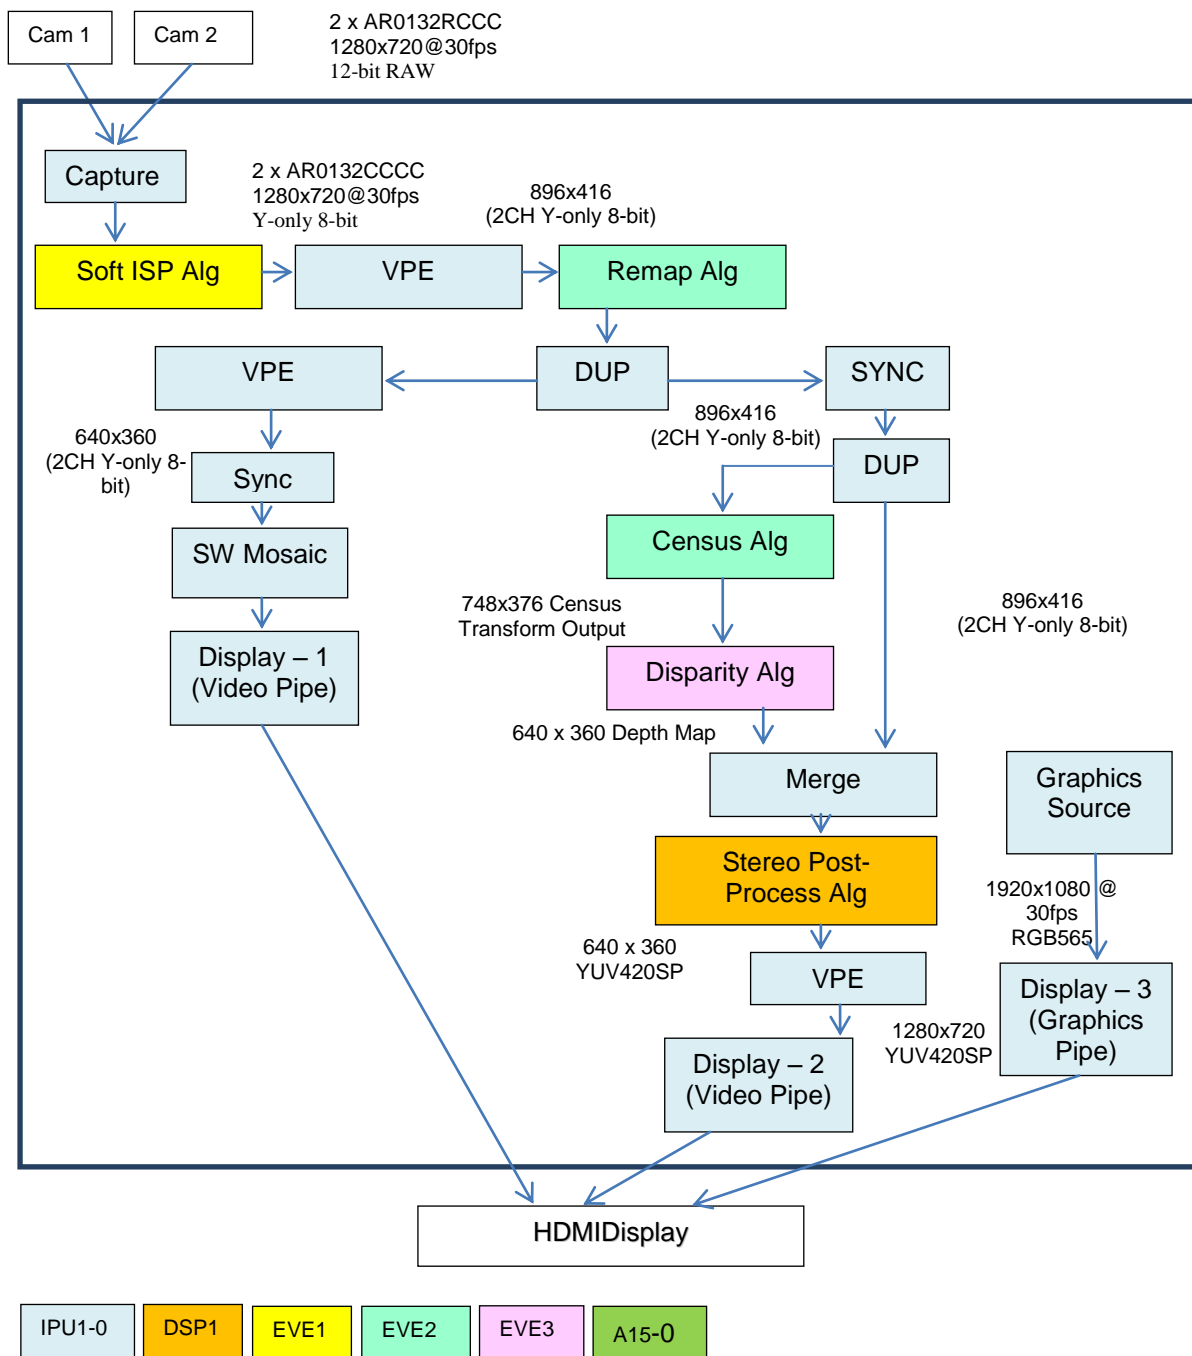 Cam 1
Cam 2
2 x AR0132RCCC
1280x720@30fps
12-bit RAW
Capture
2 x AR0132CCCC
1280x720@30fps
Y-only 8-bit
896x416
(2CH Y-only 8-bit)
Soft ISP Alg
VPE
Remap Alg
VPE
DUP
SYNC
640x360
(2CH Y-only 8-
bit)
896x416
(2CH Y-only 8-bit)
Sync
DUP
SW Mosaic
Census Alg
748x376 Census
Transform Output
896x416
(2CH Y-only 8-bit)
Display – 1
(Video Pipe)
Disparity Alg
640 x 360 Depth Map
Merge
Graphics
Source
Stereo Post-
Process Alg
1920x1080 @
30fps
RGB565
640 x 360
YUV420SP
VPE
Display – 3
(Graphics
Pipe)
1280x720
YUV420SP
Display – 2
(Video Pipe)
HDMIDisplay
IPU1-0
DSP1
EVE1
EVE2
EVE3
A15-0